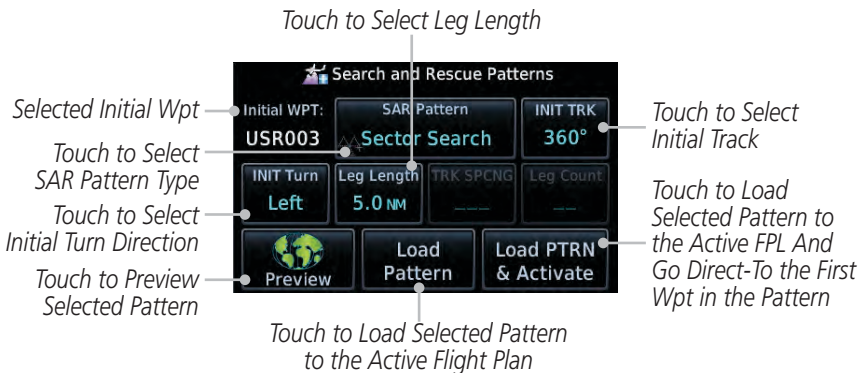 Touch to Select Leg Length
Search and Rescue Patterns
Selected Initial Wpt
Initial WPT:
USR003
SAR Pattern
Sector Search
INIT TRK
360°
Touch to Select
Initial Track
Touch to Select
SAR Pattern Type
INIT Turn
Left
Leg Length
5.0 NM
TRK SPCNG
_ _ _
Leg Count
_ _
Touch to Select
Initial Turn Direction
Touch to Load
Selected Pattern to
the Active FPL And
Go Direct-To the First
Wpt in the Pattern
Touch to Preview
Selected Pattern
Preview
Load
Pattern
Load PTRN
& Activate
Touch to Load Selected Pattern
to the Active Flight Plan